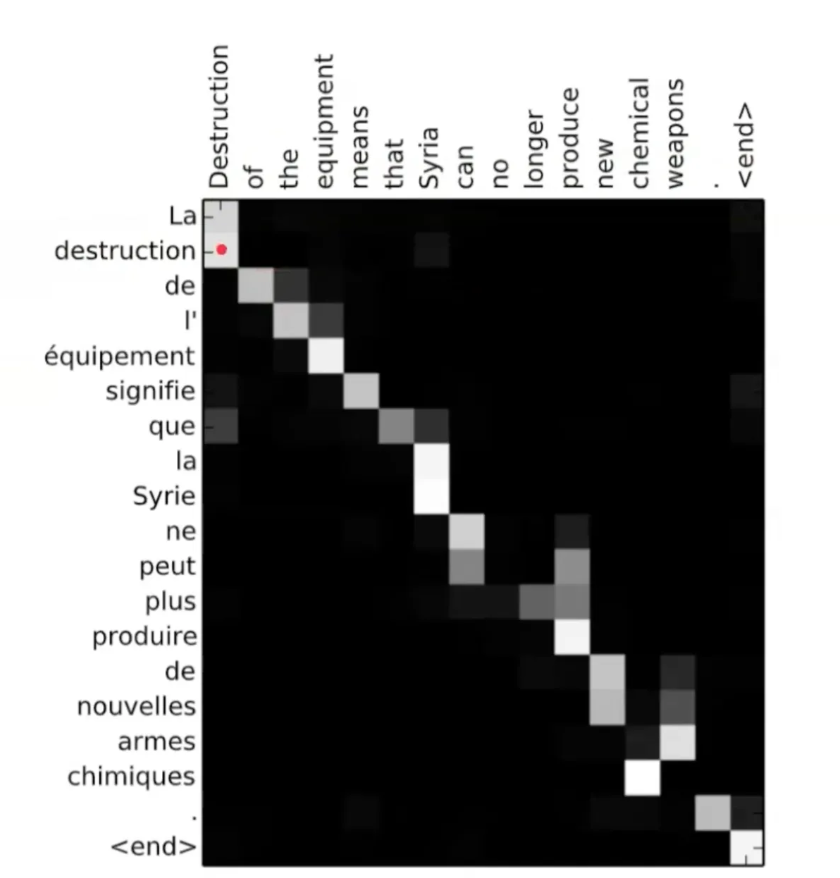 Destruction
of
the
equipment
means
that
Syria
can
no
longer
produce
new
chemical
weapons
.
<end>
La
destruction
de
l'
équipement
signifie
que
la
Syrie
ne
peut
plus
produire
de
nouvelles
armes
chimiques
.
<end>